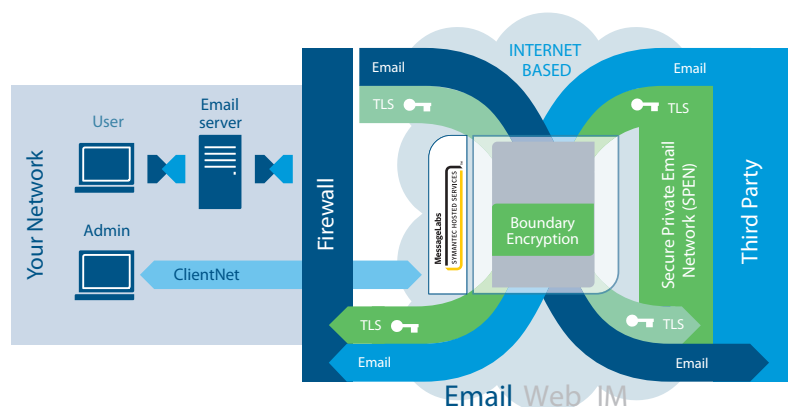 Your Network
User
Email
server
Admin
ClientNet
Firewall
Email
TLS
INTERNET
BASED
Email
TLS
MessageLabs
SYMANTEC HOSTED SERVICES
™
Boundary
Encryption
Secure Private Email
Network (SPEN)
Third Party
TLS
Email
TLS
Email
Email Web IM